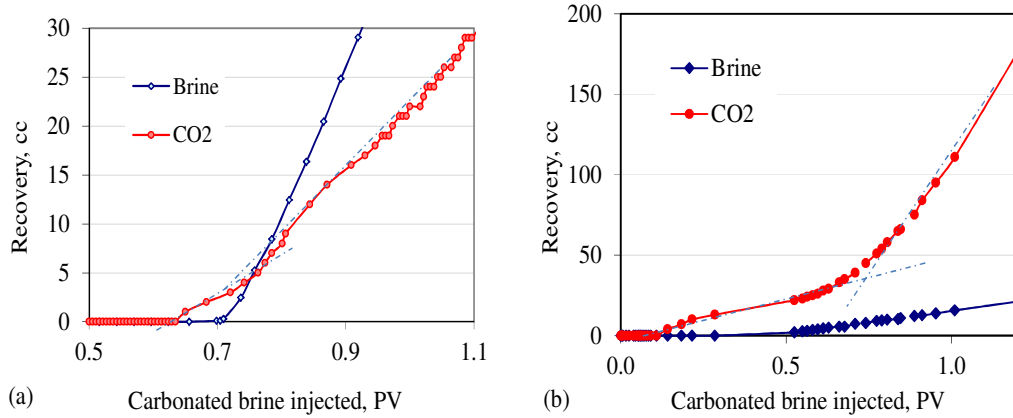 30
25
20
15
10
5
0
Recovery, cc
Brine
CO2
0.5 0.7 0.9 1.1
(a) Carbonated brine injected, PV
200
150
100
50
0
Recovery, cc
Brine
CO2
0.0 0.5 1.0
(b) Carbonated brine injected, PV